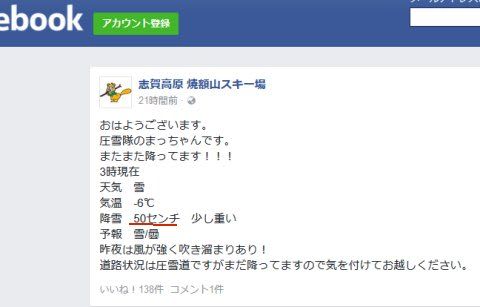 ebook
アカウント登録
志賀高原 焼額山スキー場
21時間前 ·
おはようございます。
圧雪隊のまっちゃんです。
またまた降ってます！！！
3時現在
天気　雪
気温　-6℃
降雪　50センチ　少し重い
予報　雪/曇
昨夜は風が強く吹き溜まりあり！
道路状況は圧雪道ですがまだ降ってますので気を付けてお越しください。
いいね！138件 コメント1件